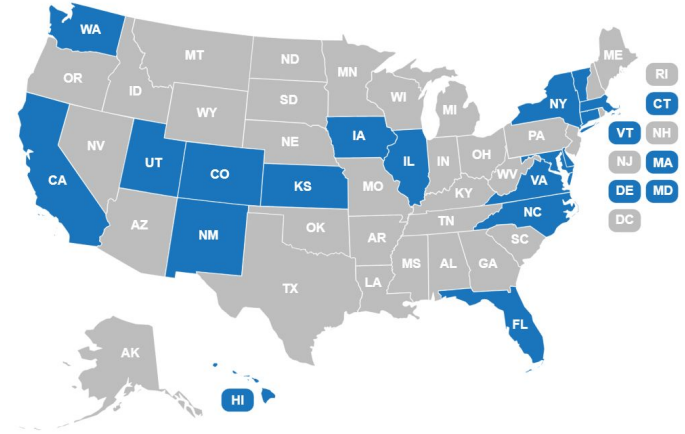 WA
MT
ND
MN
ME
OR
ID
SD
WI
MI
NY
RI
CT
WY
VT
NH
NV
NE
IA
PA
NJ
MA
UT
CO
IL
IN
OH
CA
KS
MO
WV
VA
DE
MD
KY
NC
DC
AZ
NM
OK
AR
TN
SC
TX
LA
MS
AL
GA
FL
AK
HI